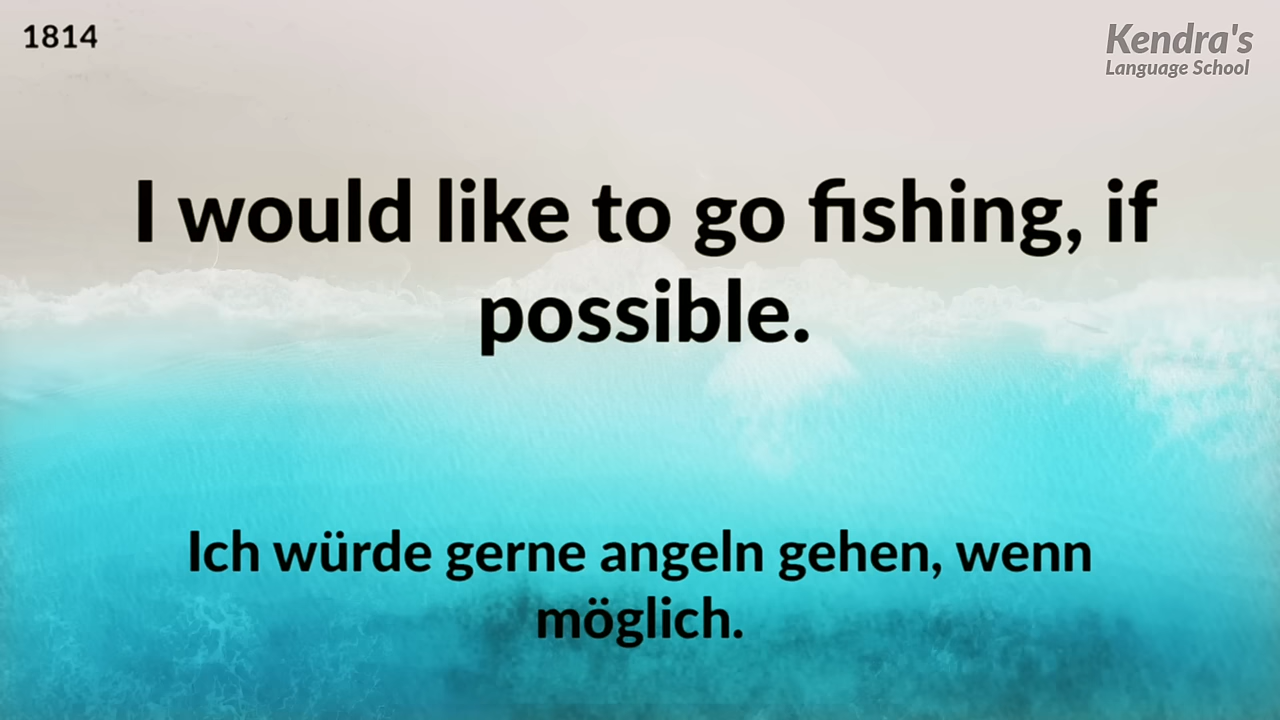 1814
Kendra's
Language School
I would like to go fishing, if
possible.
Ich würde gerne angeln gehen, wenn
möglich.